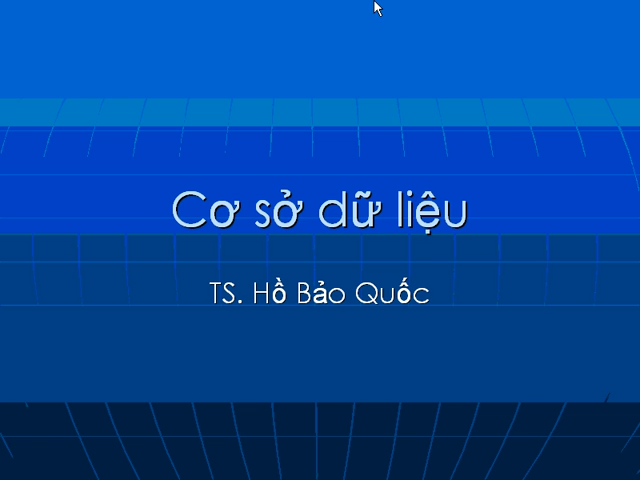 Cơ sở dữ liệu
TS. Hồ Bảo Quốc